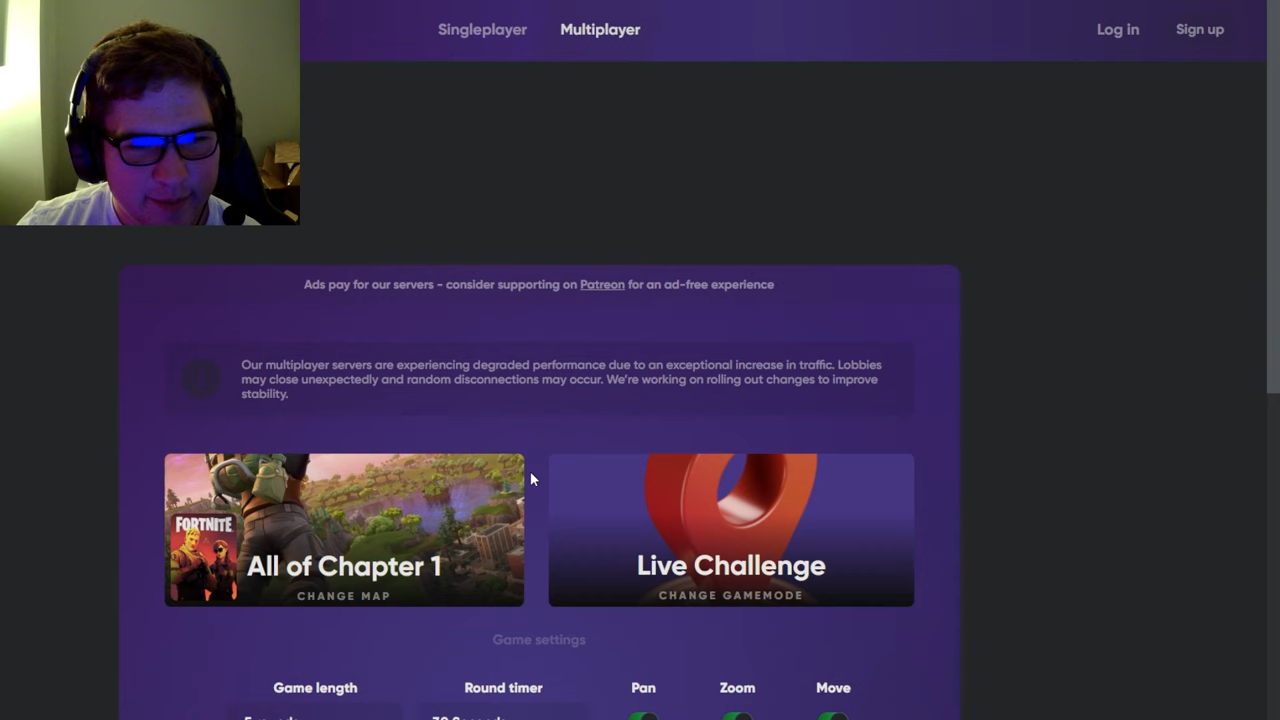 Singleplayer Multiplayer Log in Sign up
Ads pay for our servers - consider supporting on Patreon for an ad-free experience
Our multiplayer servers are experiencing degraded performance due to an exceptional increase in traffic. Lobbies
may close unexpectedly and random disconnections may occur. We're working on rolling out changes to improve
stability.
FORTNITE
All of Chapter 1
CHANGE MAP
Live Challenge
CHANGE GAMEMODE
Game settings
Game length Round timer Pan Zoom Move